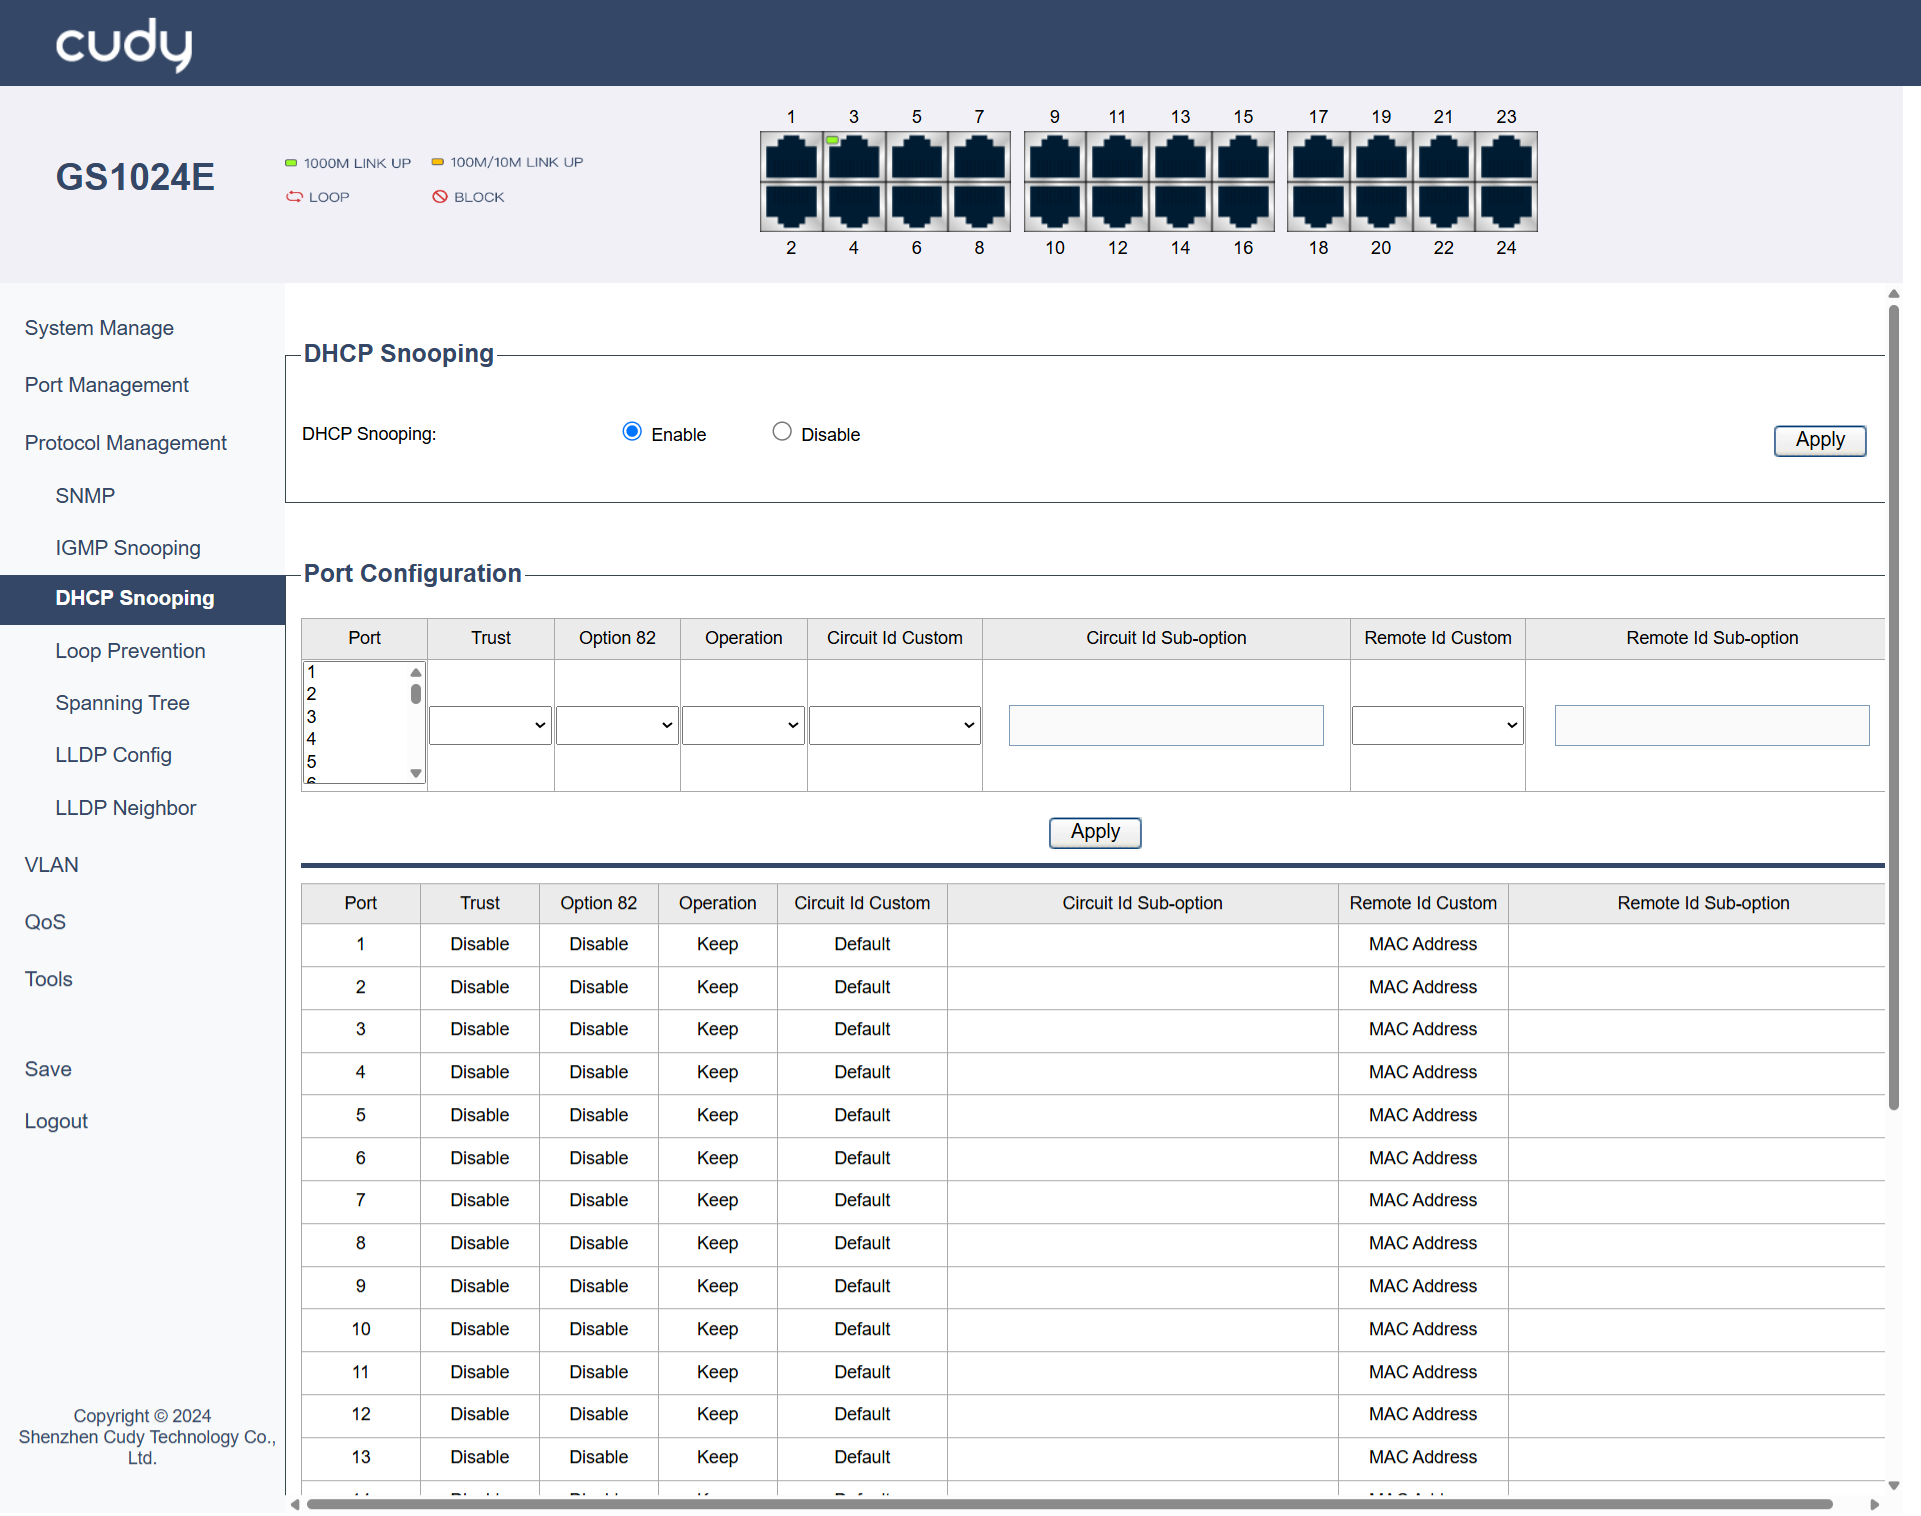 cudy
GS1024E
1000M LINK UP 100M/10M LINK UP
LOOP BLOCK
1 3 5 7 9 11 13 15 17 19 21 23
2 4 6 8 10 12 14 16 18 20 22 24
System Manage
Port Management
Protocol Management
SNMP
IGMP Snooping
DHCP Snooping
Loop Prevention
Spanning Tree
LLDP Config
LLDP Neighbor
VLAN
QoS
Tools
Save
Logout
Copyright © 2024
Shenzhen Cudy Technology Co.,
Ltd.
DHCP Snooping
DHCP Snooping: Enable Disable
Apply
Port Configuration
Port Trust Option 82 Operation Circuit Id Custom Circuit Id Sub-option Remote Id Custom Remote Id Sub-option
1
2
3
4
5
Apply
Port Trust Option 82 Operation Circuit Id Custom Circuit Id Sub-option Remote Id Custom Remote Id Sub-option
1 Disable Disable Keep Default MAC Address
2 Disable Disable Keep Default MAC Address
3 Disable Disable Keep Default MAC Address
4 Disable Disable Keep Default MAC Address
5 Disable Disable Keep Default MAC Address
6 Disable Disable Keep Default MAC Address
7 Disable Disable Keep Default MAC Address
8 Disable Disable Keep Default MAC Address
9 Disable Disable Keep Default MAC Address
10 Disable Disable Keep Default MAC Address
11 Disable Disable Keep Default MAC Address
12 Disable Disable Keep Default MAC Address
13 Disable Disable Keep Default MAC Address